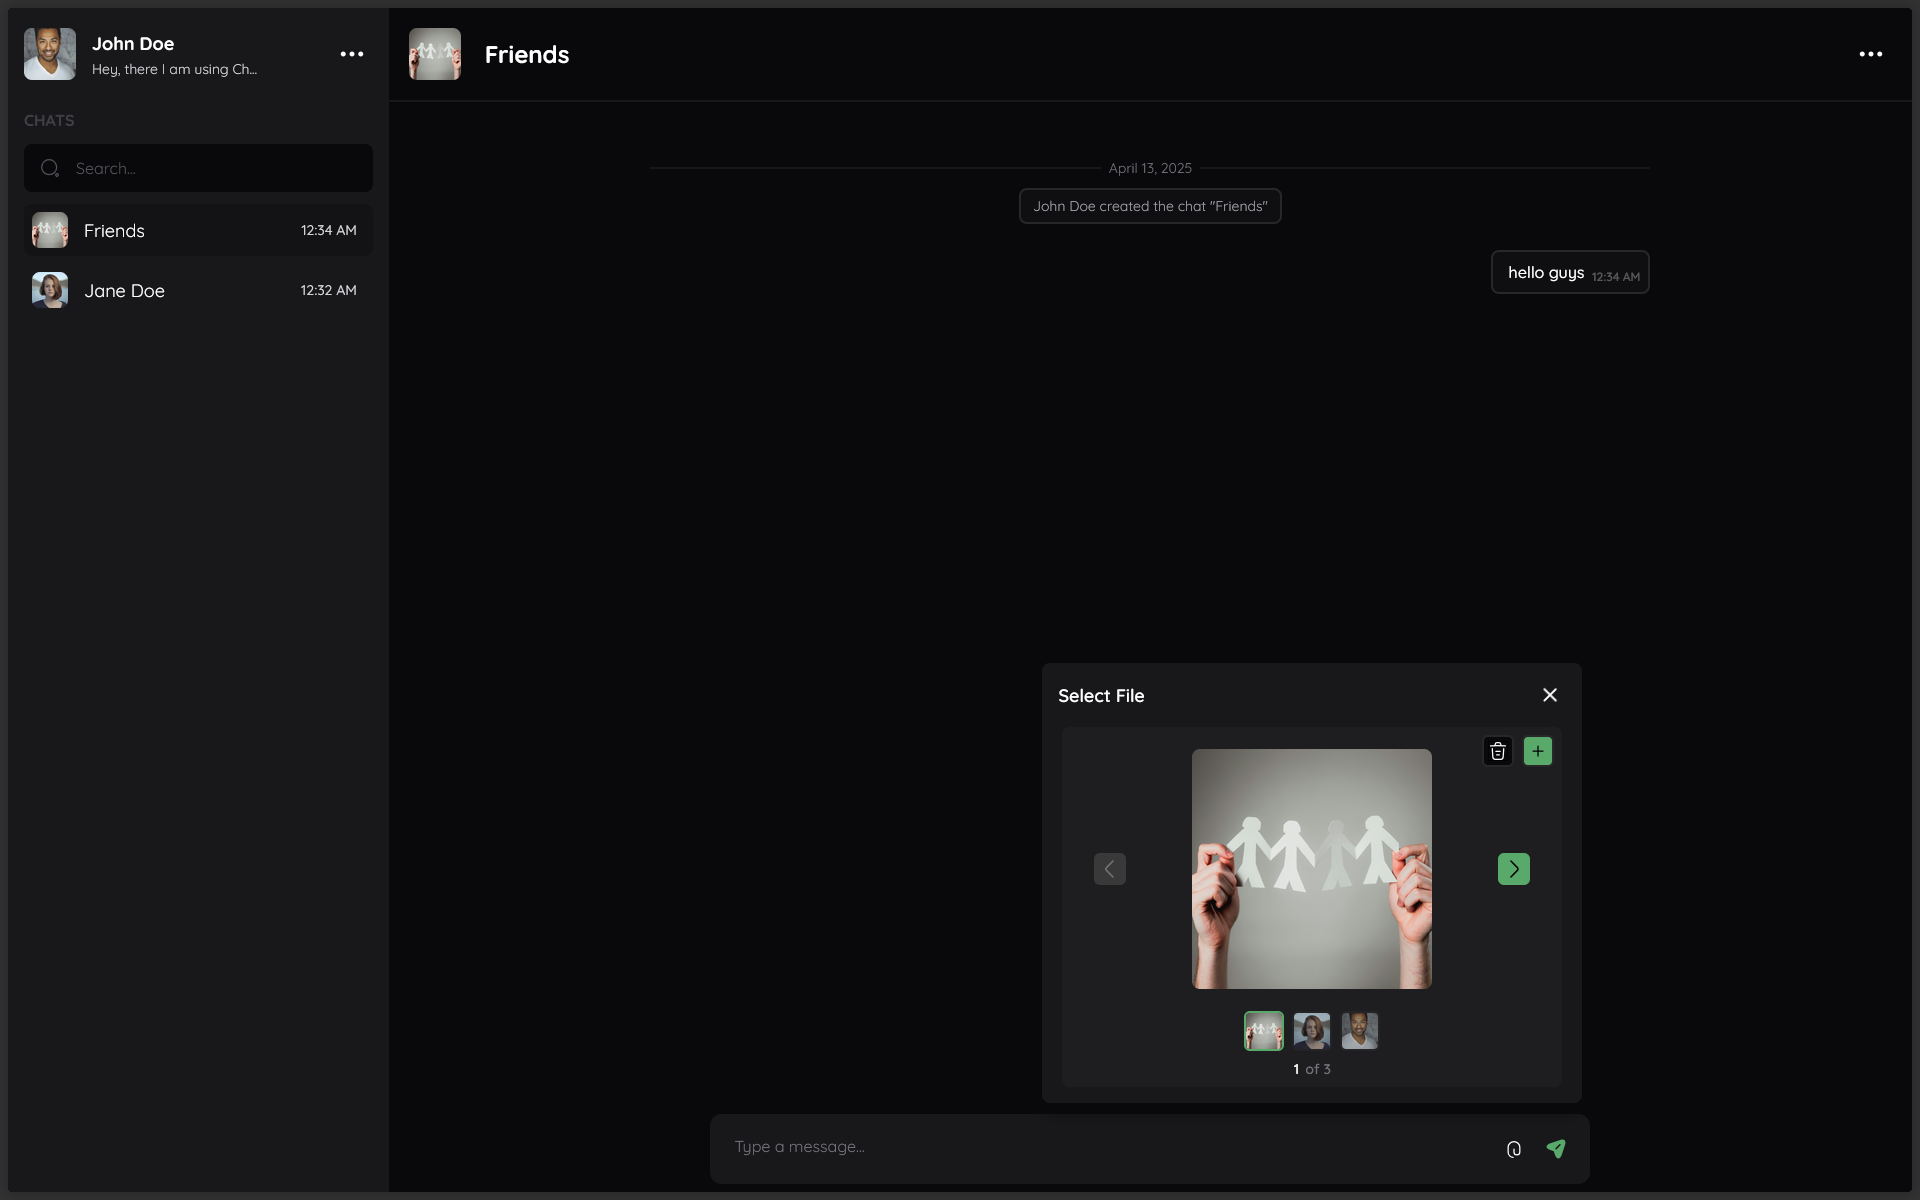 John Doe
Hey, there I am using Ch...
CHATS
Search...
Friends 12:34 AM
Jane Doe 12:32 AM
Friends
April 13, 2025
John Doe created the chat "Friends"
hello guys 12:34 AM
Select File
1 of 3
Type a message...